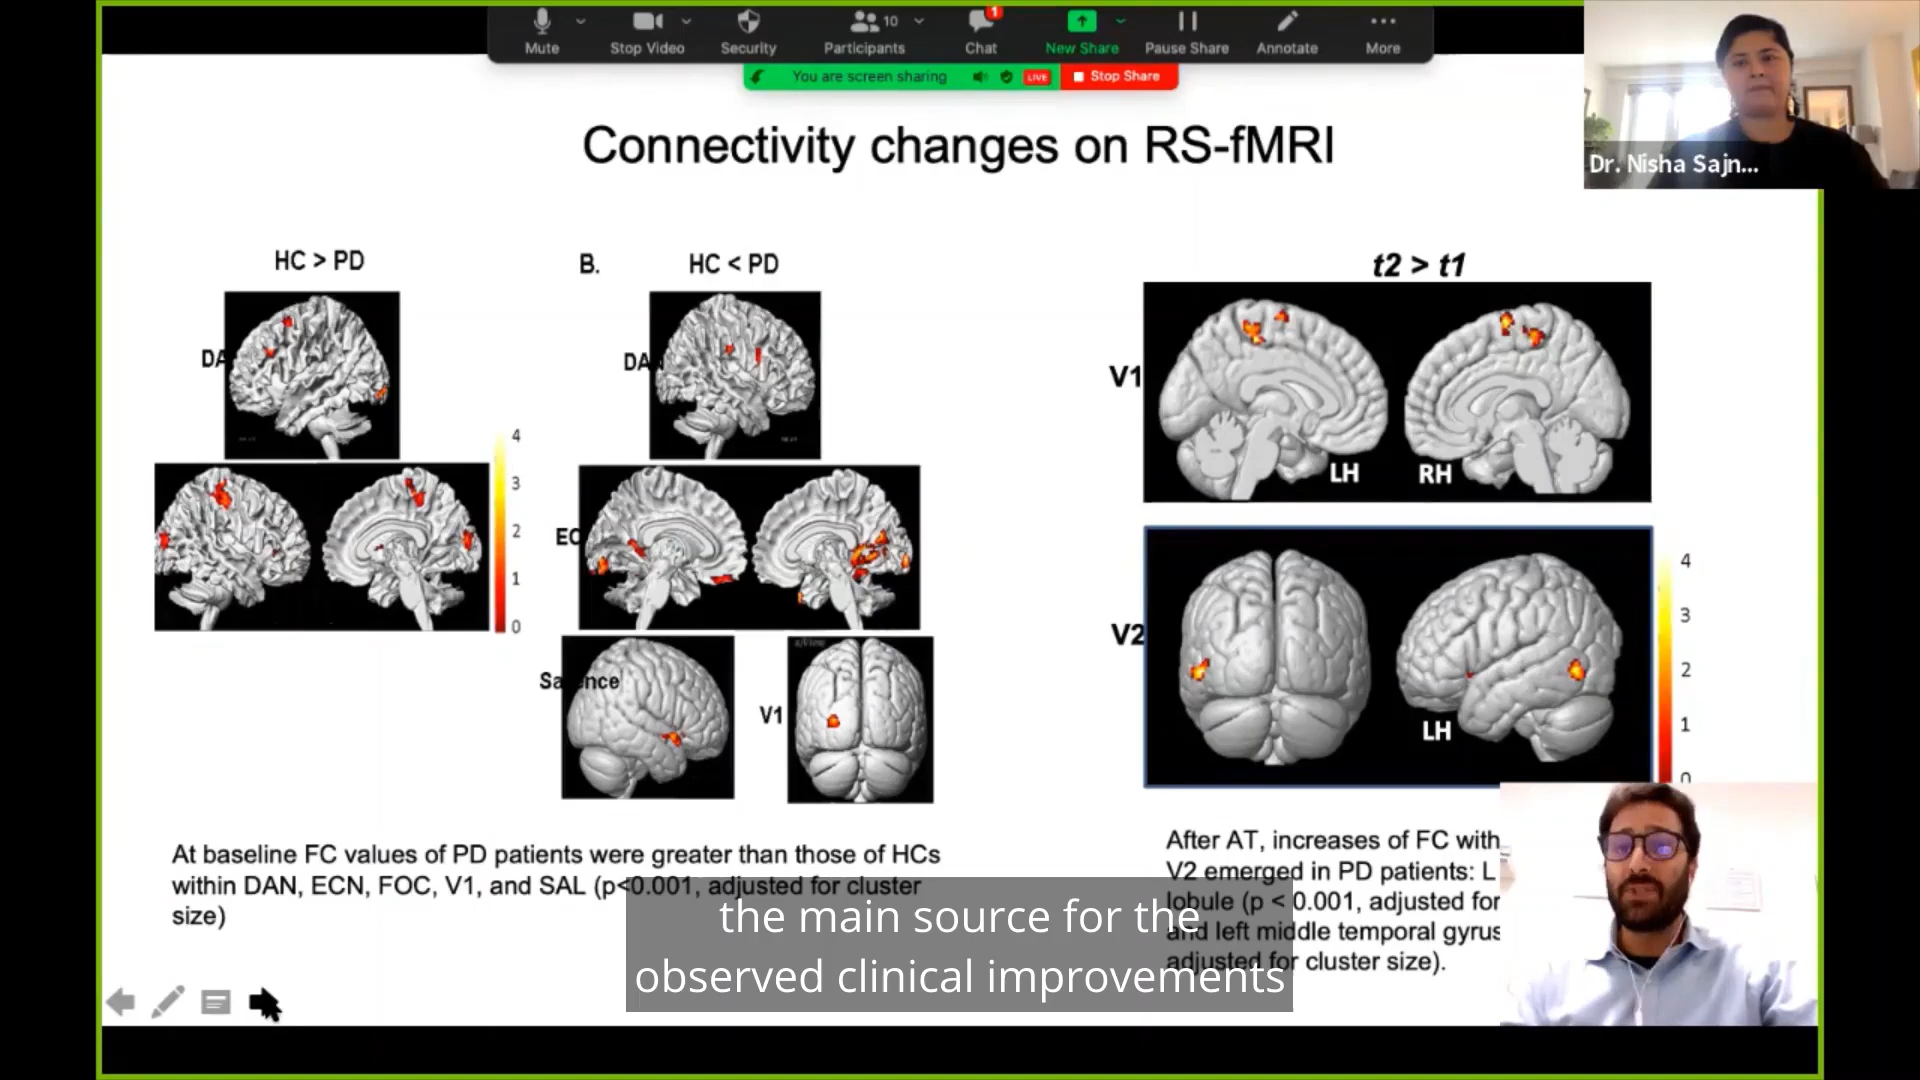 10
1
Mute
Stop Video
Security
Participants
Chat
New Share
Pause Share
Annotate
More
You are screen sharing
LIVE
Stop Share
Dr. Nisha Sajn...
Connectivity changes on RS-fMRI
HC > PD
B.
HC < PD
t2 > t1
DA
DA
V1
LH
RH
4
3
2
1
0
EC
V2
4
3
2
1
0
LH
V1
At baseline FC values of PD patients were greater than those of HCs
within DAN, ECN, FOC, V1, and SAL (p<0.001, adjusted for cluster
size)
After AT, increases of FC with
V2 emerged in PD patients: L
lobule (p < 0.001, adjusted for
and left middle temporal gyrus
adjusted for cluster size).
the main source for the
observed clinical improvements